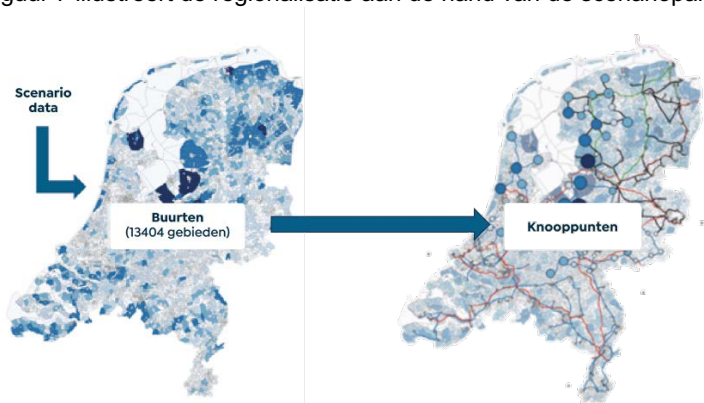 Scenario
data
Buurten
(13404 gebieden)
Knooppunten